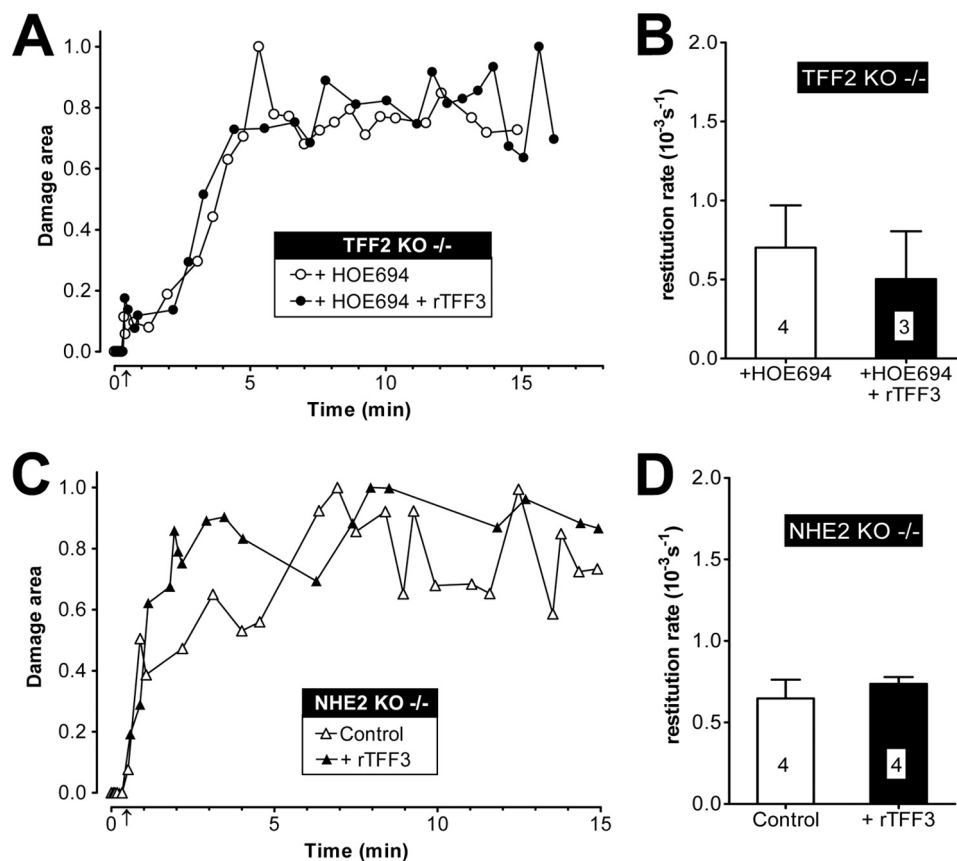 A
Damage area
1.0
0.8
0.6
0.4
0.2
0.0
TFF2 KO -/-
+ HOE694
+ HOE694 + rTFF3
0↑ 5 10 15
Time (min)
B
restitution rate (10⁻³s⁻¹)
2.0
1.5
1.0
0.5
0.0
TFF2 KO -/-
4 3
+HOE694 +HOE694
+ rTFF3
C
Damage area
1.0
0.8
0.6
0.4
0.2
0.0
NHE2 KO -/-
Control
+ rTFF3
0↑ 5 10 15
Time (min)
D
restitution rate (10⁻³s⁻¹)
2.0
1.5
1.0
0.5
0.0
NHE2 KO -/-
4 4
Control + rTFF3